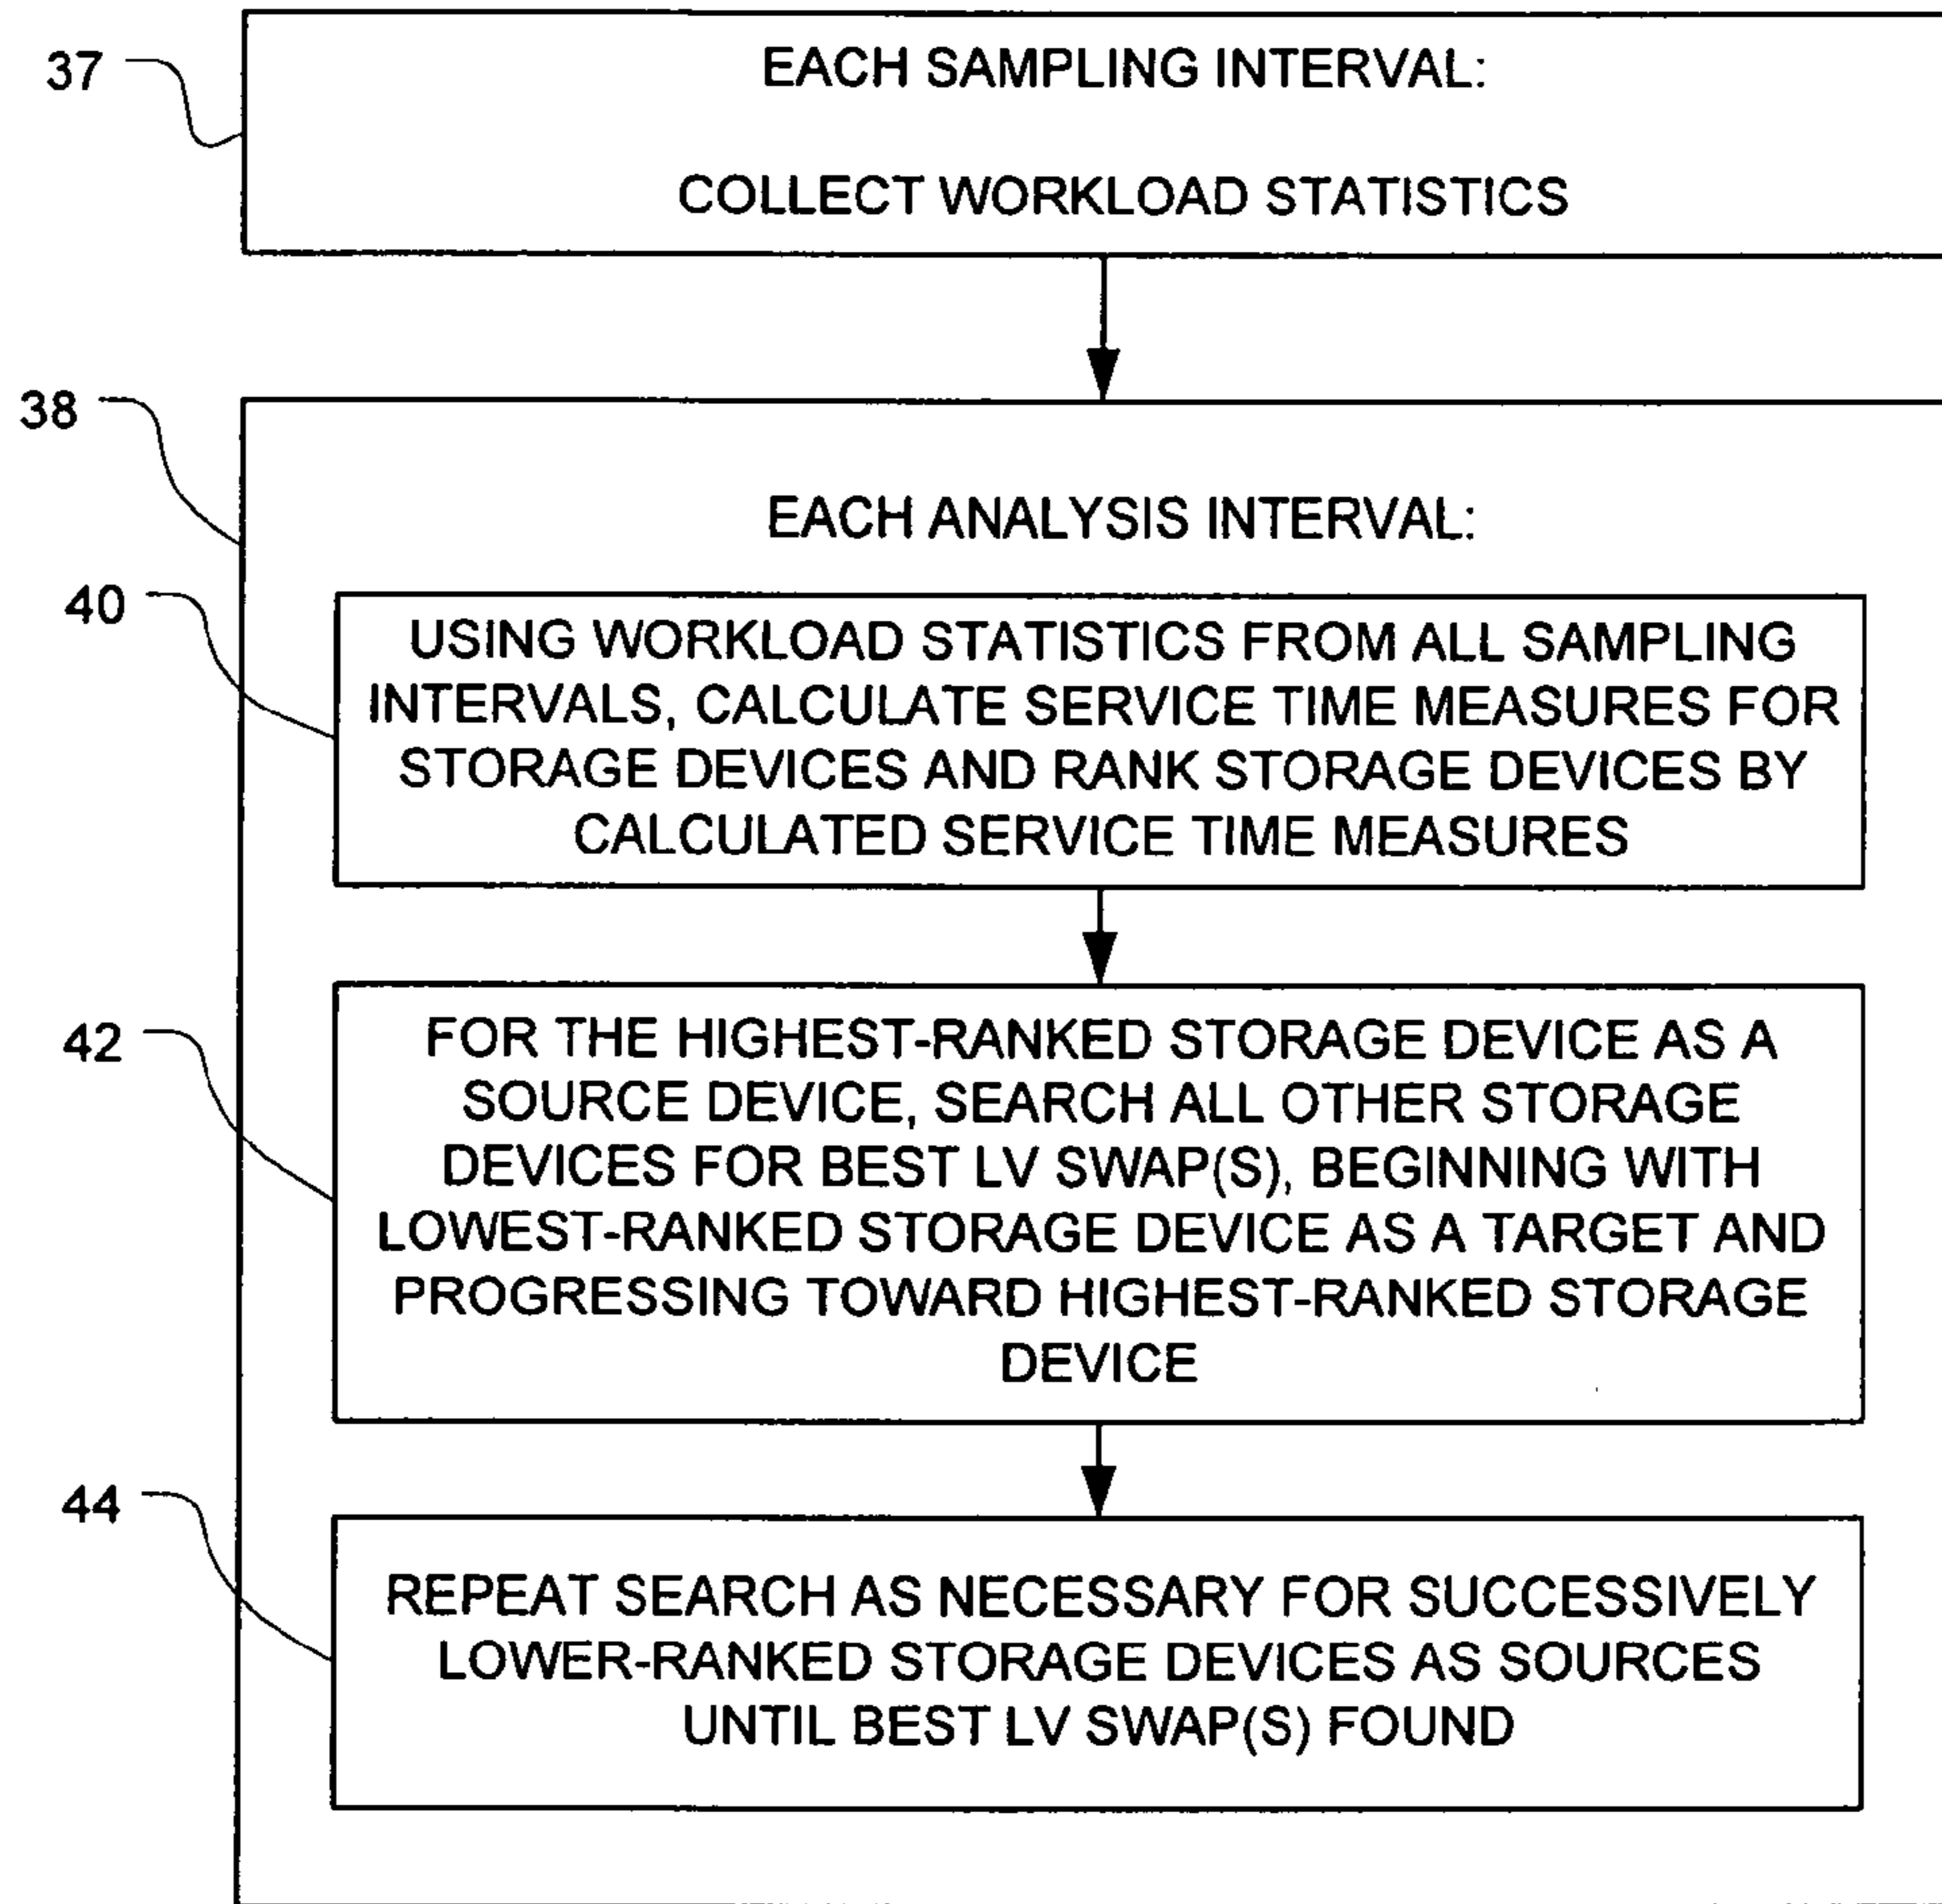 37
EACH SAMPLING INTERVAL:
COLLECT WORKLOAD STATISTICS
38
EACH ANALYSIS INTERVAL:
40
USING WORKLOAD STATISTICS FROM ALL SAMPLING
INTERVALS, CALCULATE SERVICE TIME MEASURES FOR
STORAGE DEVICES AND RANK STORAGE DEVICES BY
CALCULATED SERVICE TIME MEASURES
42
FOR THE HIGHEST-RANKED STORAGE DEVICE AS A
SOURCE DEVICE, SEARCH ALL OTHER STORAGE
DEVICES FOR BEST LV SWAP(S), BEGINNING WITH
LOWEST-RANKED STORAGE DEVICE AS A TARGET AND
PROGRESSING TOWARD HIGHEST-RANKED STORAGE
DEVICE
44
REPEAT SEARCH AS NECESSARY FOR SUCCESSIVELY
LOWER-RANKED STORAGE DEVICES AS SOURCES
UNTIL BEST LV SWAP(S) FOUND